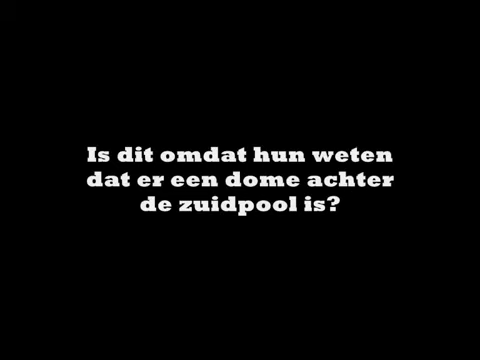 Is dit omdat hun weten
dat er een dome achter
de zuidpool is?